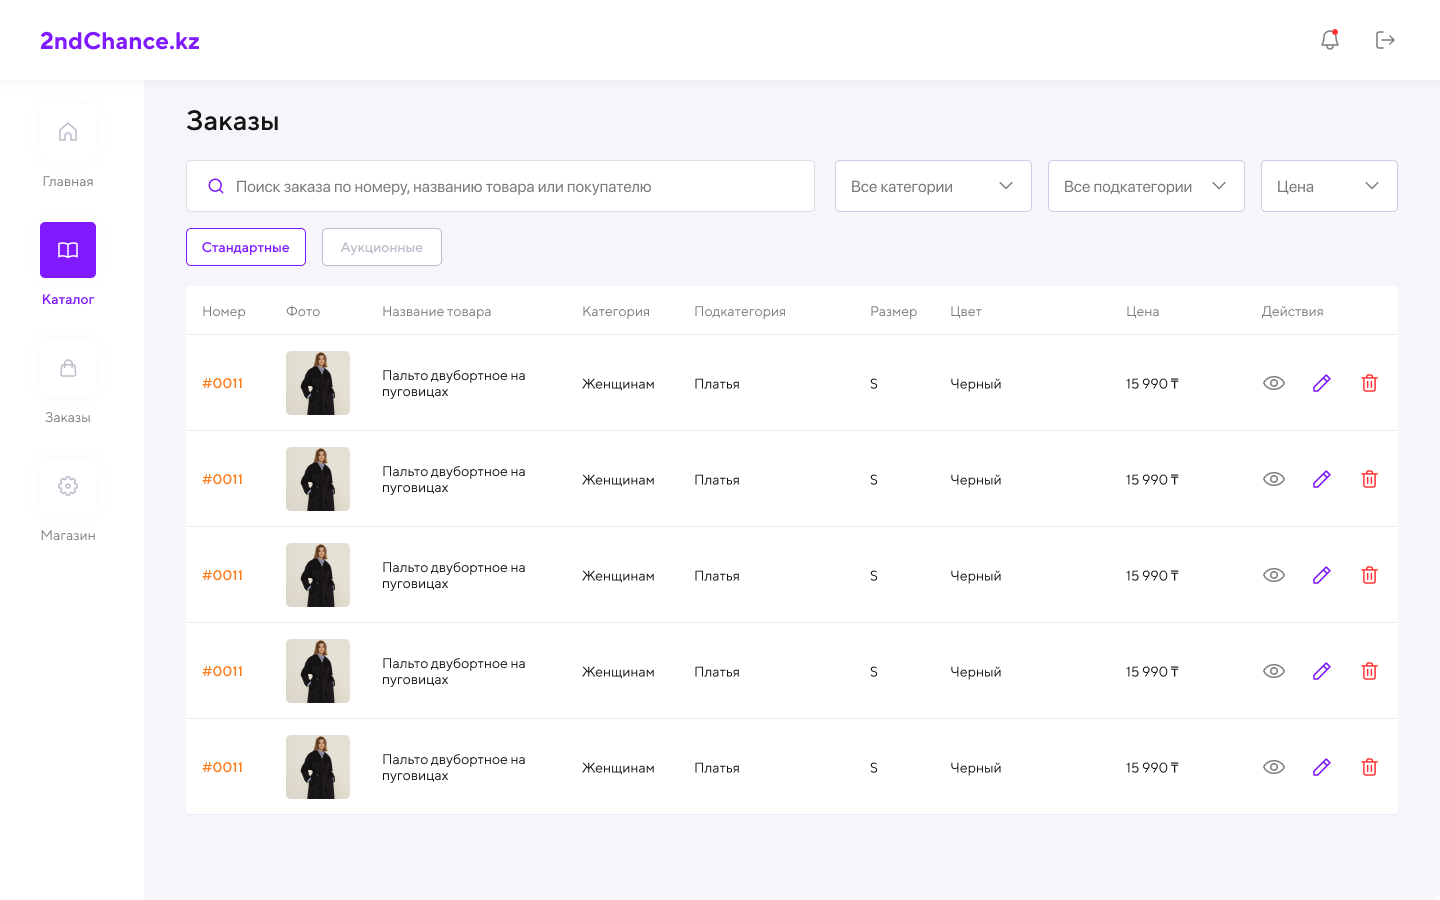 2ndChance.kz
Заказы
Главная
Поиск заказа по номеру, названию товара или покупателю
Все категории
Все подкатегории
Цена
Стандартные
Аукционные
Каталог
Номер Фото Название товара Категория Подкатегория Размер Цвет Цена Действия
#0011 Пальто двубортное на
пуговицах Женщинам Платья S Черный 15 990 ₸
Заказы
#0011 Пальто двубортное на
пуговицах Женщинам Платья S Черный 15 990 ₸
Магазин
#0011 Пальто двубортное на
пуговицах Женщинам Платья S Черный 15 990 ₸
#0011 Пальто двубортное на
пуговицах Женщинам Платья S Черный 15 990 ₸
#0011 Пальто двубортное на
пуговицах Женщинам Платья S Черный 15 990 ₸